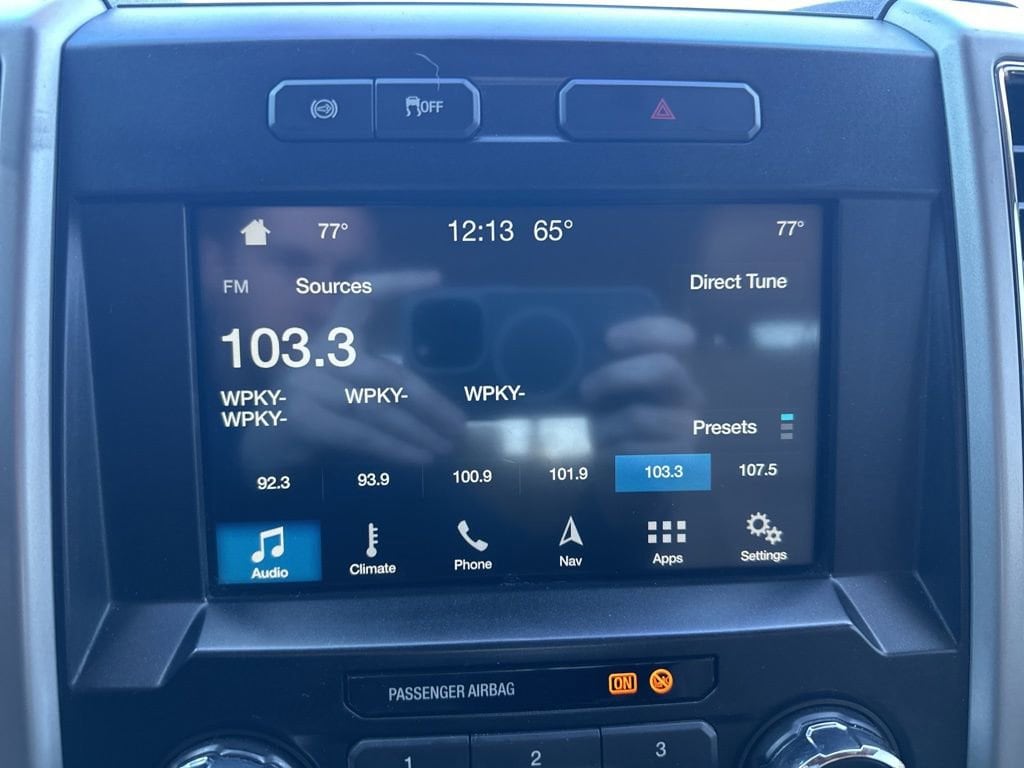 OFF
77° 12:13 65° 77°
FM Sources Direct Tune
103.3
WPKY- WPKY- WPKY-
WPKY-
Presets
92.3 93.9 100.9 101.9 103.3 107.5
Audio Climate Phone Nav Apps Settings
PASSENGER AIRBAG ON
1 2 3